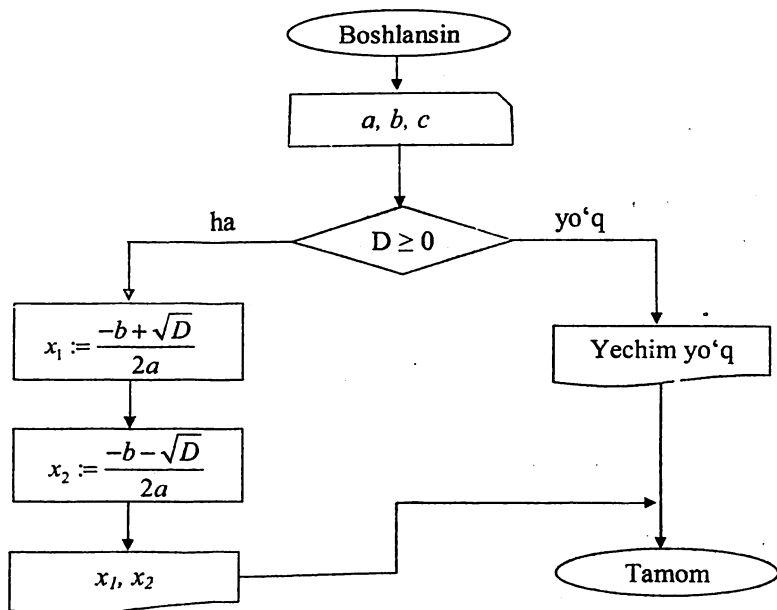 Boshlansin
a, b, c
ha
yo‘q
D ≥ 0
x₁ := (-b + √D) / 2a
Yechim yo‘q
x₂ := (-b - √D) / 2a
x₁, x₂
Tamom